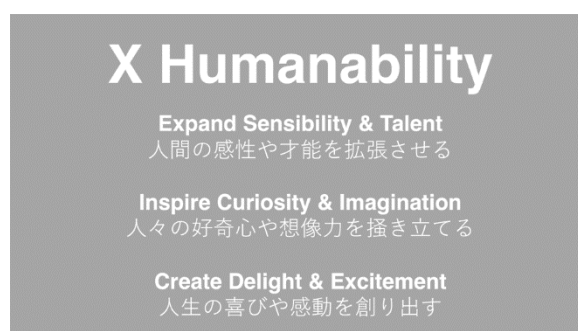 X Humanability
Expand Sensibility & Talent
人間の感性や才能を拡張させる
Inspire Curiosity & Imagination
人々の好奇心や想像力を掻き立てる
Create Delight & Excitement
人生の喜びや感動を創り出す